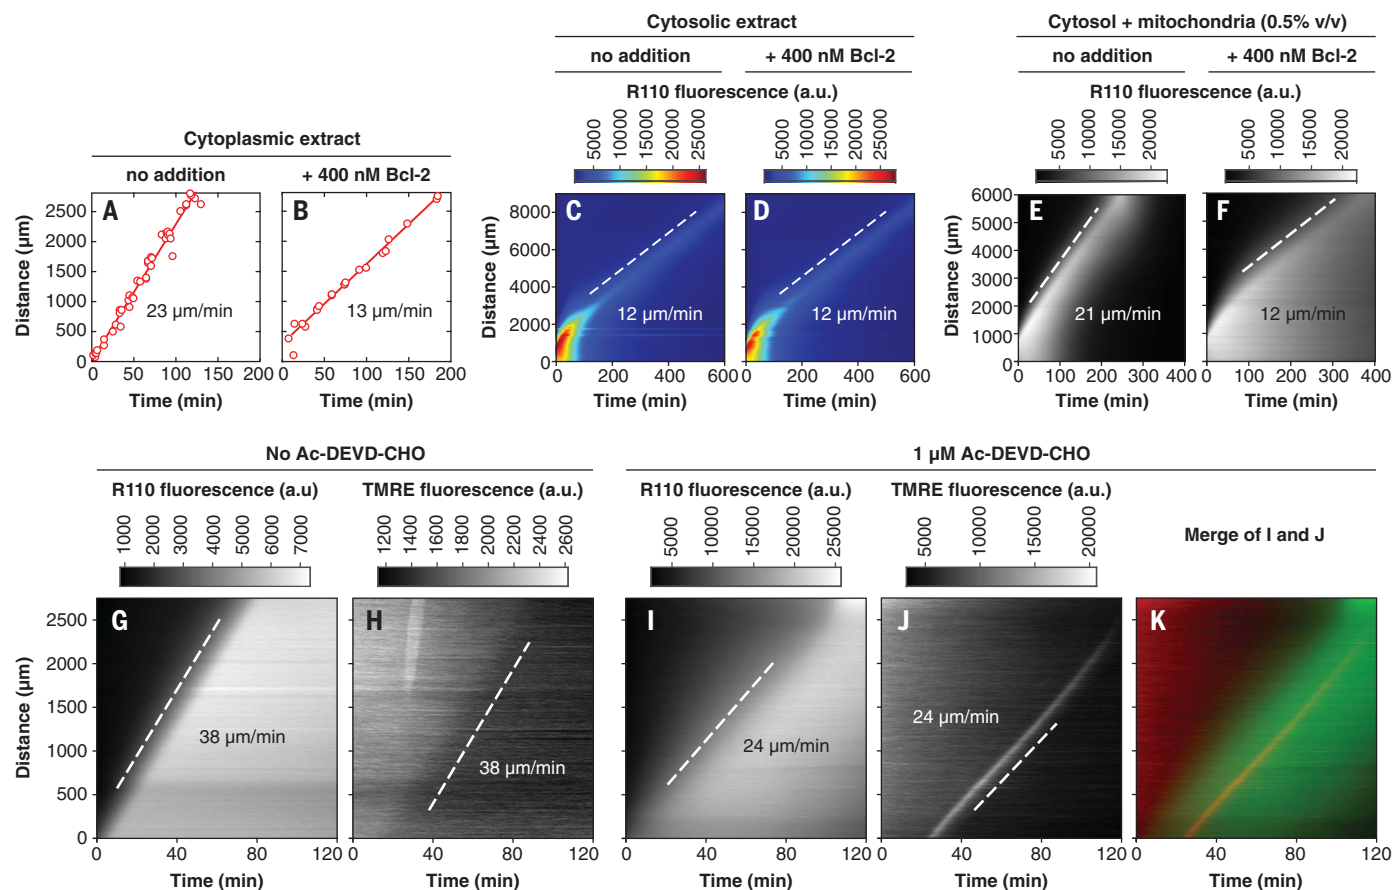 Cytoplasmic extract
no addition
+ 400 nM Bcl-2
Distance (µm)
2500
2000
1500
1000
500
0
A
23 µm/min
0 50 100 150 200
Time (min)
B
13 µm/min
0 50 100 150 200
Time (min)
Cytosolic extract
no addition
+ 400 nM Bcl-2
R110 fluorescence (a.u.)
5000 10000 15000 20000 25000
5000 10000 15000 20000 25000
Distance (µm)
8000
6000
4000
2000
0
C
12 µm/min
0 200 400 600
Time (min)
D
12 µm/min
0 200 400 600
Time (min)
Cytosol + mitochondria (0.5% v/v)
no addition
+ 400 nM Bcl-2
R110 fluorescence (a.u.)
5000 10000 15000 20000
5000 10000 15000 20000
Distance (µm)
6000
5000
4000
3000
2000
1000
0
E
21 µm/min
0 100 200 300 400
Time (min)
F
12 µm/min
0 100 200 300 400
Time (min)
No Ac-DEVD-CHO
R110 fluorescence (a.u)
1000 2000 3000 4000 5000 6000 7000
TMRE fluorescence (a.u.)
1200 1400 1600 1800 2000 2200 2400 2600
Distance (µm)
2500
2000
1500
1000
500
0
G
38 µm/min
0 40 80 120
Time (min)
H
38 µm/min
0 40 80 120
Time (min)
1 µM Ac-DEVD-CHO
R110 fluorescence (a.u.)
5000 10000 15000 20000 25000
TMRE fluorescence (a.u.)
5000 10000 15000 20000
Merge of I and J
I
24 µm/min
0 40 80 120
Time (min)
J
24 µm/min
0 40 80 120
Time (min)
K
0 40 80 120
Time (min)